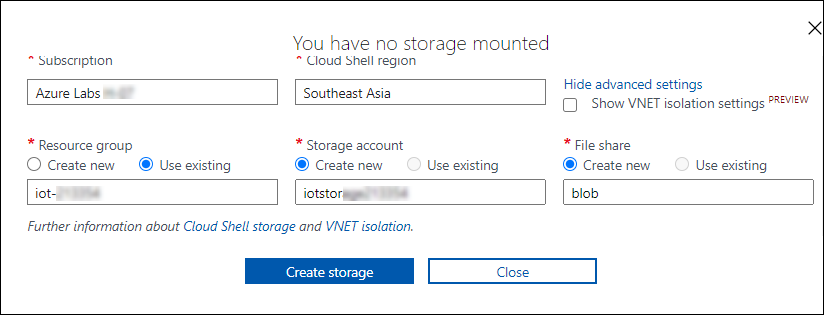 You have no storage mounted
* Subscription
* Cloud Shell region
Azure Labs
Southeast Asia
Hide advanced settings
Show VNET isolation settings PREVIEW
* Resource group
* Storage account
* File share
Create new Use existing
Create new Use existing
Create new Use existing
iot-
iotstor
blob
Further information about Cloud Shell storage and VNET isolation.
Create storage
Close